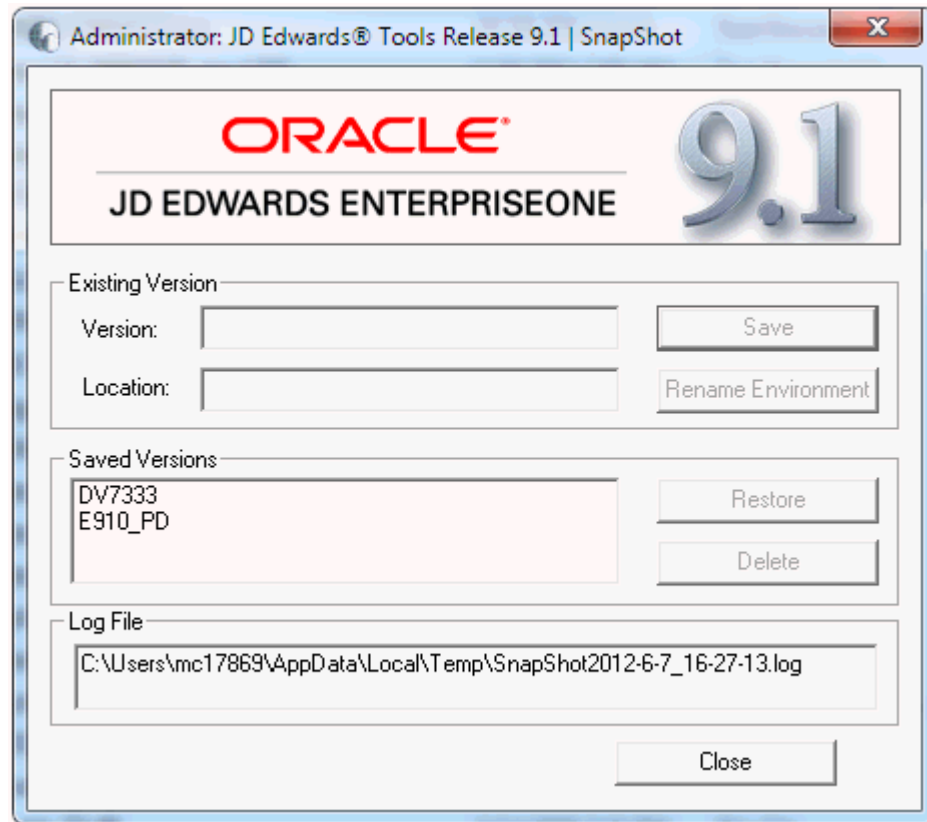 Administrator: JD Edwards® Tools Release 9.1 | SnapShot
ORACLE®
JD EDWARDS ENTERPRISEONE
9.1
Existing Version
Version:
Save
Location:
Rename Environment
Saved Versions
DV7333
E910_PD
Restore
Delete
Log File
C:\Users\mc17869\AppData\Local\Temp\SnapShot2012-6-7_16-27-13.log
Close